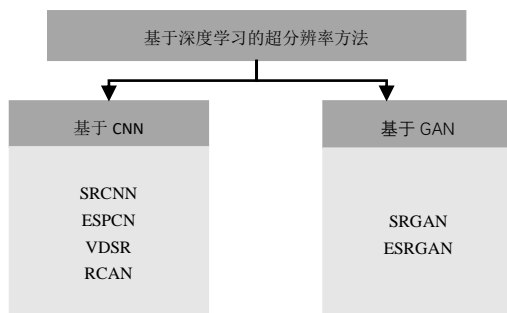 基于深度学习的超分辨率方法
基于 CNN
SRCNN
ESPCN
VDSR
RCAN
基于 GAN
SRGAN
ESRGAN